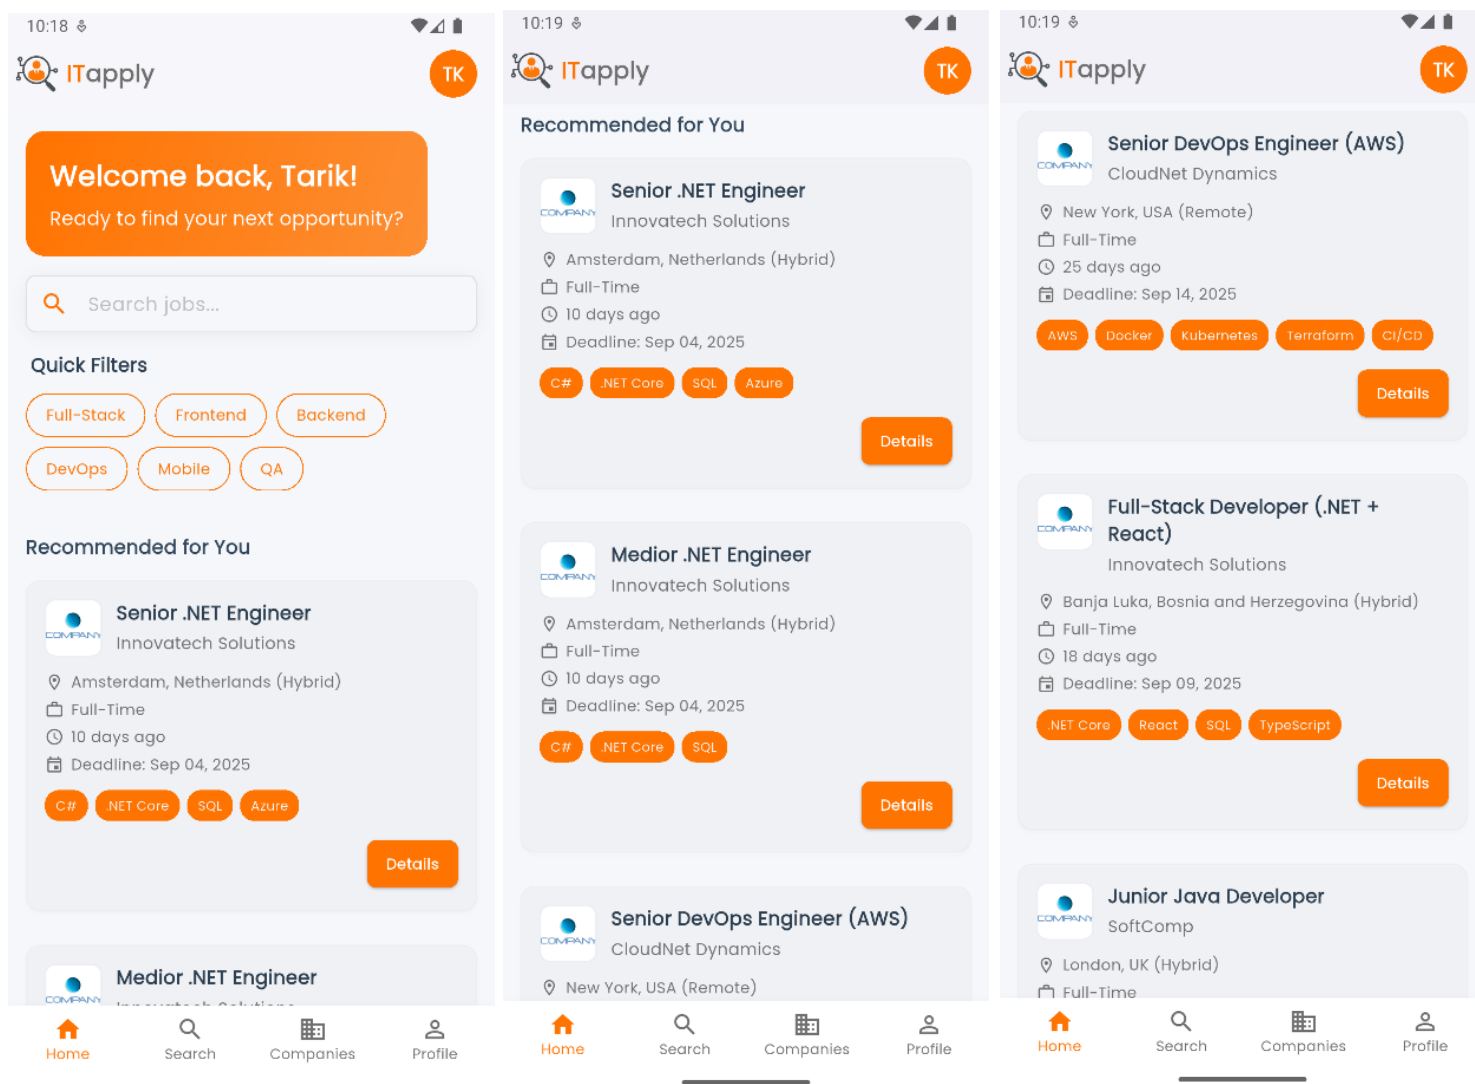 10:18
ITapply
TK
Welcome back, Tarik!
Ready to find your next opportunity?
Search jobs...
Quick Filters
Full-Stack
Frontend
Backend
DevOps
Mobile
QA
Recommended for You
COMPANY
Senior .NET Engineer
Innovatech Solutions
Amsterdam, Netherlands (Hybrid)
Full-Time
10 days ago
Deadline: Sep 04, 2025
C#
.NET Core
SQL
Azure
Details
COMPANY
Medior .NET Engineer
Innovatech Solutions
Home
Search
Companies
Profile
10:19
ITapply
TK
Recommended for You
COMPANY
Senior .NET Engineer
Innovatech Solutions
Amsterdam, Netherlands (Hybrid)
Full-Time
10 days ago
Deadline: Sep 04, 2025
C#
.NET Core
SQL
Azure
Details
COMPANY
Medior .NET Engineer
Innovatech Solutions
Amsterdam, Netherlands (Hybrid)
Full-Time
10 days ago
Deadline: Sep 04, 2025
C#
.NET Core
SQL
Details
COMPANY
Senior DevOps Engineer (AWS)
CloudNet Dynamics
New York, USA (Remote)
Home
Search
Companies
Profile
10:19
ITapply
TK
COMPANY
Senior DevOps Engineer (AWS)
CloudNet Dynamics
New York, USA (Remote)
Full-Time
25 days ago
Deadline: Sep 14, 2025
AWS
Docker
Kubernetes
Terraform
CI/CD
Details
COMPANY
Full-Stack Developer (.NET +
React)
Innovatech Solutions
Banja Luka, Bosnia and Herzegovina (Hybrid)
Full-Time
18 days ago
Deadline: Sep 09, 2025
.NET Core
React
SQL
TypeScript
Details
COMPANY
Junior Java Developer
SoftComp
London, UK (Hybrid)
Full-Time
Home
Search
Companies
Profile